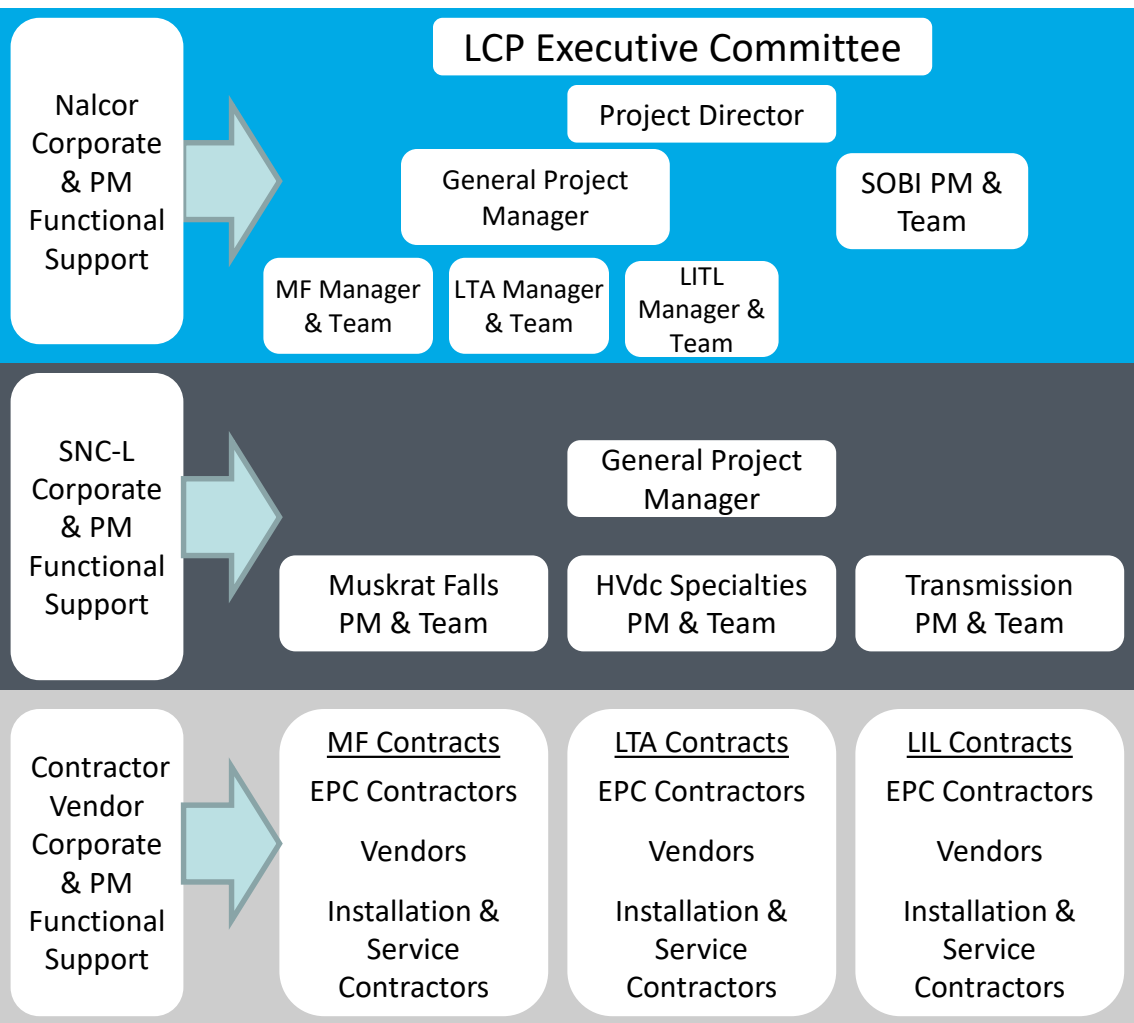 Nalcor
Corporate
& PM
Functional
Support
LCP Executive Committee
Project Director
General Project
Manager
SOBI PM &
Team
MF Manager
& Team
LTA Manager
& Team
LITL
Manager &
Team
SNC-L
Corporate
& PM
Functional
Support
General Project
Manager
Muskrat Falls
PM & Team
HVdc Specialties
PM & Team
Transmission
PM & Team
Contractor
Vendor
Corporate
& PM
Functional
Support
MF Contracts
EPC Contractors
Vendors
Installation &
Service
Contractors
LTA Contracts
EPC Contractors
Vendors
Installation &
Service
Contractors
LIL Contracts
EPC Contractors
Vendors
Installation &
Service
Contractors